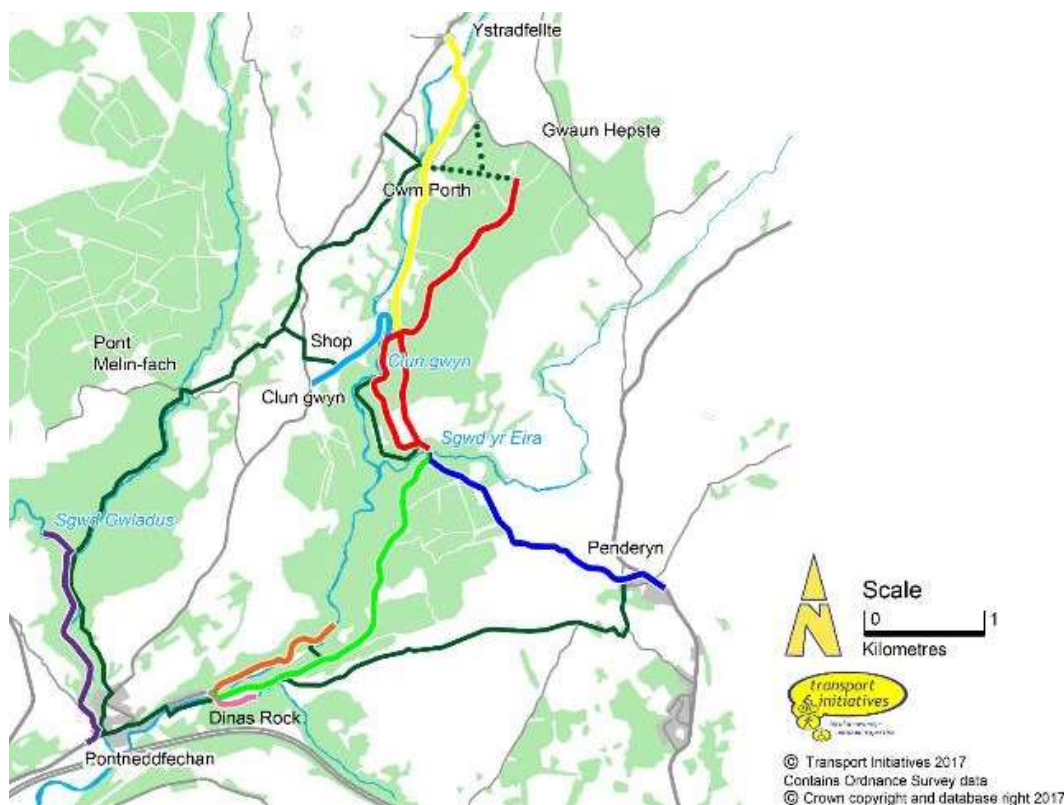 Ystradfellte
Gwaun Hepste
Cwm Porth
Shop
Pont
Melin-fach
Clun gwyn
Clun gwyn
Sgwd yr Eira
Sgwd Gwladus
Penderyn
Dinas Rock
Pontneddfechan
N
Scale
0 1
Kilometres
transport
initiatives
© Transport Initiatives 2017
Contains Ordnance Survey data
© Crown copyright and database right 2017